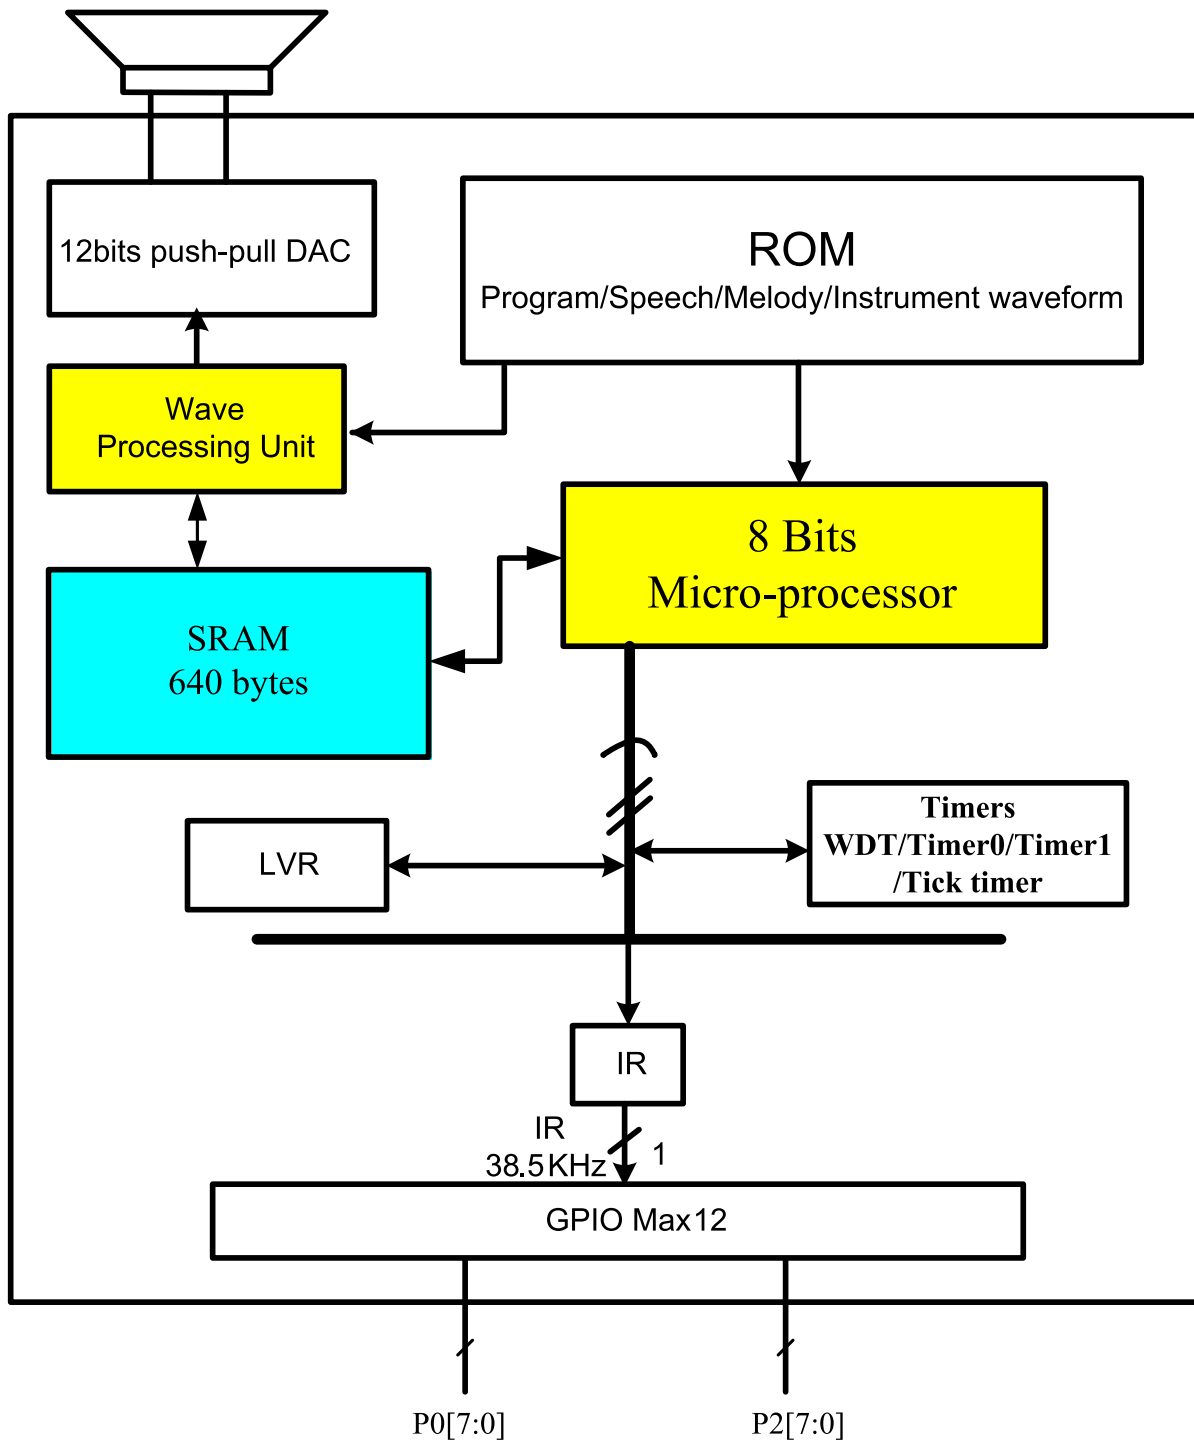 12bits push-pull DAC
ROM
Program/Speech/Melody/Instrument waveform
Wave
Processing Unit
8 Bits
Micro-processor
SRAM
640 bytes
Timers
WDT/Timer0/Timer1
/Tick timer
LVR
IR
IR
38.5KHz
1
GPIO Max12
P0[7:0]
P2[7:0]